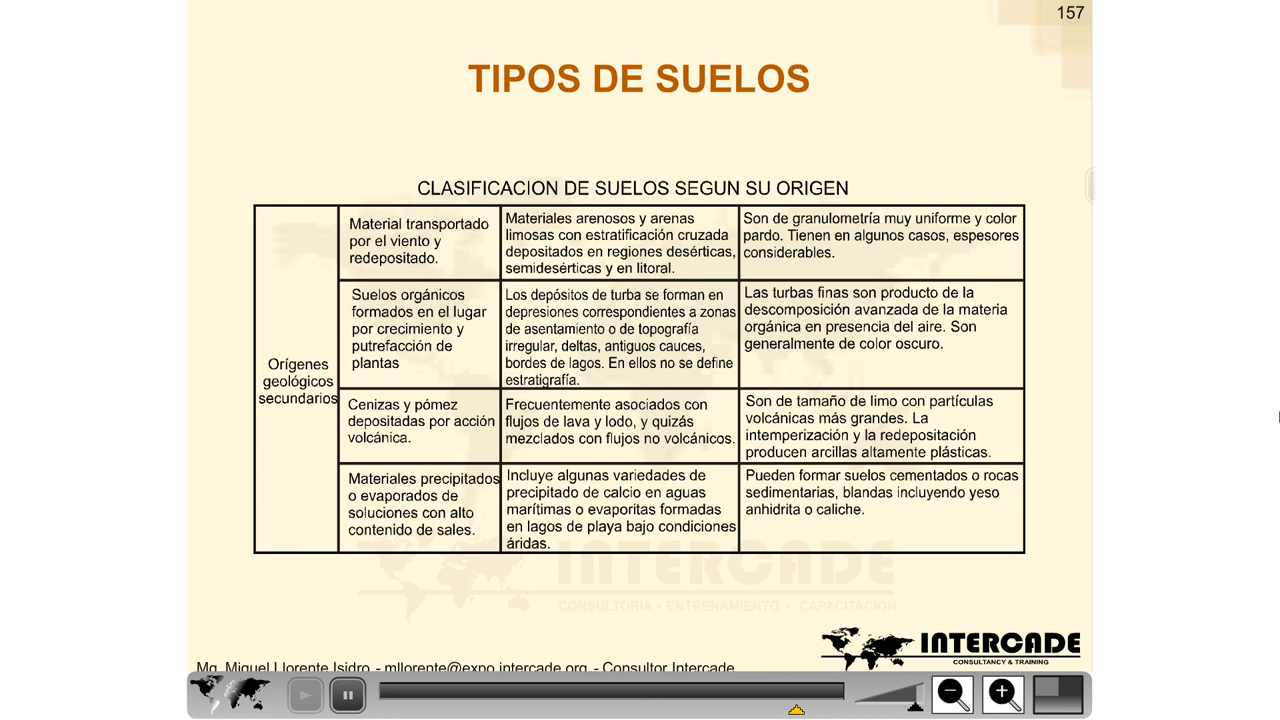 157
TIPOS DE SUELOS
CLASIFICACION DE SUELOS SEGUN SU ORIGEN
Orígenes
geológicos
secundarios
Material transportado
por el viento y
redepositado.
Materiales arenosos y arenas
limosas con estratificación cruzada
depositados en regiones desérticas,
semidesérticas y en litoral.
Son de granulometría muy uniforme y color
pardo. Tienen en algunos casos, espesores
considerables.
Suelos orgánicos
formados en el lugar
por crecimiento y
putrefacción de
plantas
Los depósitos de turba se forman en
depresiones correspondientes a zonas
de asentamiento o de topografía
irregular, deltas, antiguos cauces,
bordes de lagos. En ellos no se define
estratigrafía.
Las turbas finas son producto de la
descomposición avanzada de la materia
orgánica en presencia del aire. Son
generalmente de color oscuro.
Cenizas y pómez
depositadas por acción
volcánica.
Frecuentemente asociados con
flujos de lava y lodo, y quizás
mezclados con flujos no volcánicos.
Son de tamaño de limo con partículas
volcánicas más grandes. La
intemperización y la redepositación
producen arcillas altamente plásticas.
Materiales precipitados
o evaporados de
soluciones con alto
contenido de sales.
Incluye algunas variedades de
precipitado de calcio en aguas
marítimas o evaporitas formadas
en lagos de playa bajo condiciones
áridas.
Pueden formar suelos cementados o rocas
sedimentarias, blandas incluyendo yeso
anhidrita o caliche.
INTERCADE
CONSULTORIA • ENTRENAMIENTO • CAPACITACION
INTERCADE
CONSULTANCY & TRAINING
Mg. Miguel Llorente Isidro - mllorente@expo.intercade.org - Consultor Intercade